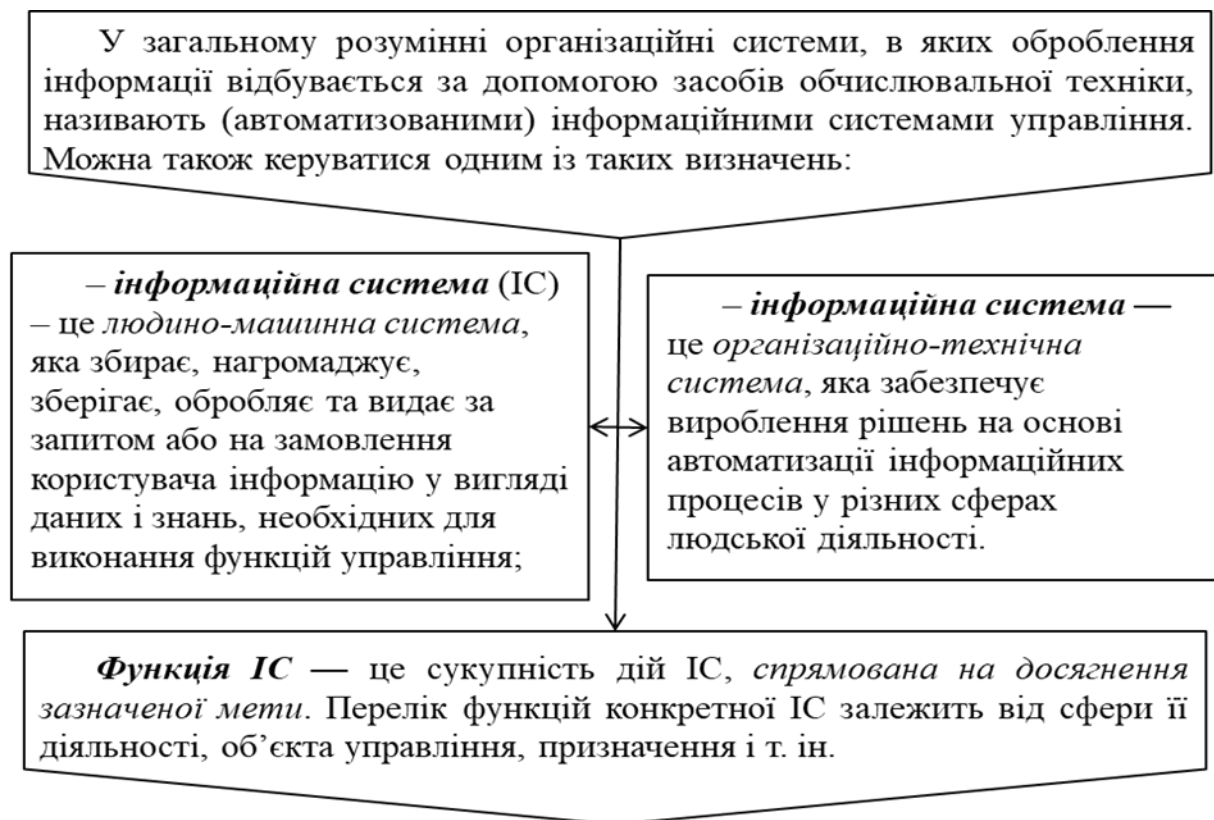 У загальному розумінні організаційні системи, в яких оброблення
інформації відбувається за допомогою засобів обчислювальної техніки,
називають (автоматизованими) інформаційними системами управління.
Можна також керуватися одним із таких визначень:
– інформаційна система (ІС)
– це людино-машинна система,
яка збирає, нагромаджує,
зберігає, обробляє та видає за
запитом або на замовлення
користувача інформацію у вигляді
даних і знань, необхідних для
виконання функцій управління;
– інформаційна система —
це організаційно-технічна
система, яка забезпечує
вироблення рішень на основі
автоматизації інформаційних
процесів у різних сферах
людської діяльності.
Функція ІС — це сукупність дій ІС, спрямована на досягнення
зазначеної мети. Перелік функцій конкретної ІС залежить від сфери її
діяльності, об’єкта управління, призначення і т. ін.